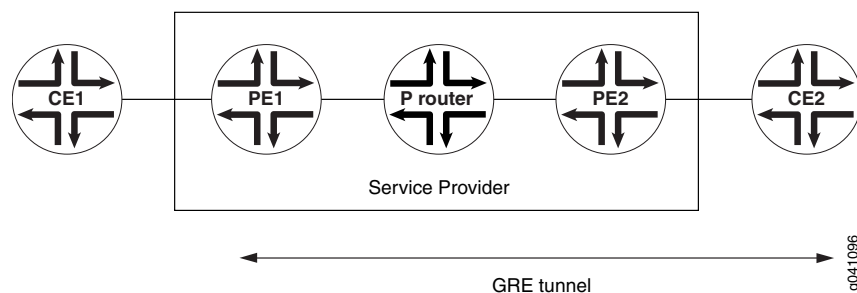 CE1
PE1
P router
PE2
CE2
Service Provider
GRE tunnel
g041096